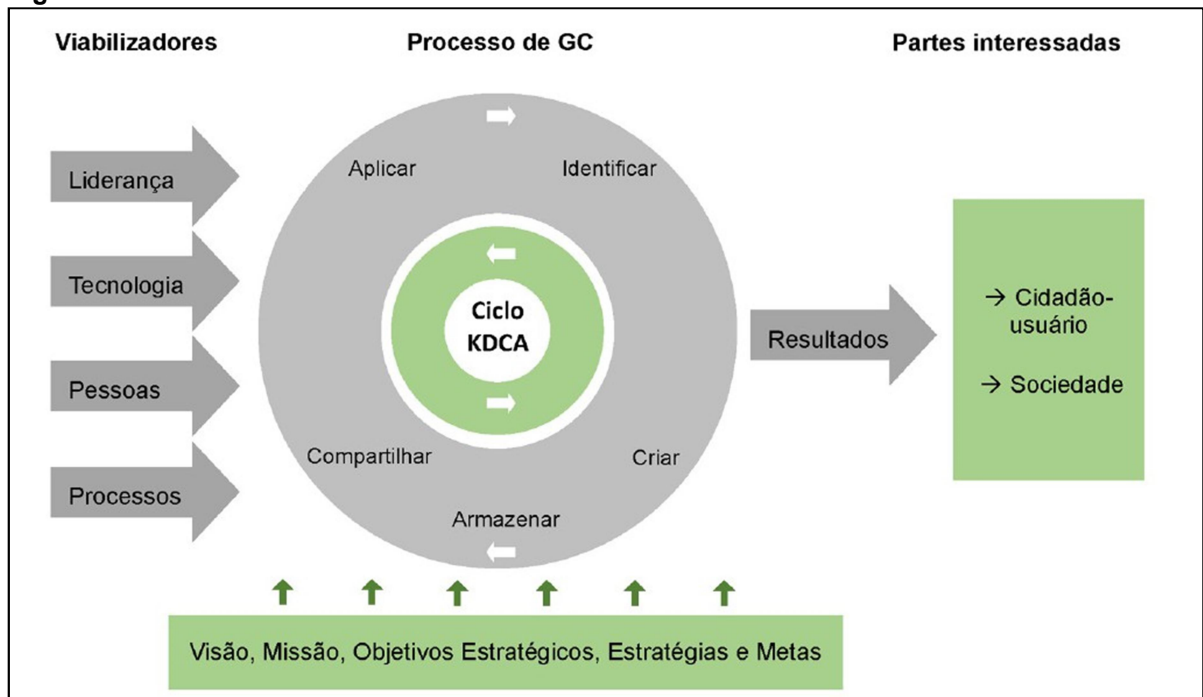 Viabilizadores
Processo de GC
Partes interessadas
Liderança
Tecnologia
Pessoas
Processos
Aplicar
Identificar
Ciclo
KDCA
Compartilhar
Criar
Armazenar
Resultados
→ Cidadão-
usuário
→ Sociedade
Visão, Missão, Objetivos Estratégicos, Estratégias e Metas